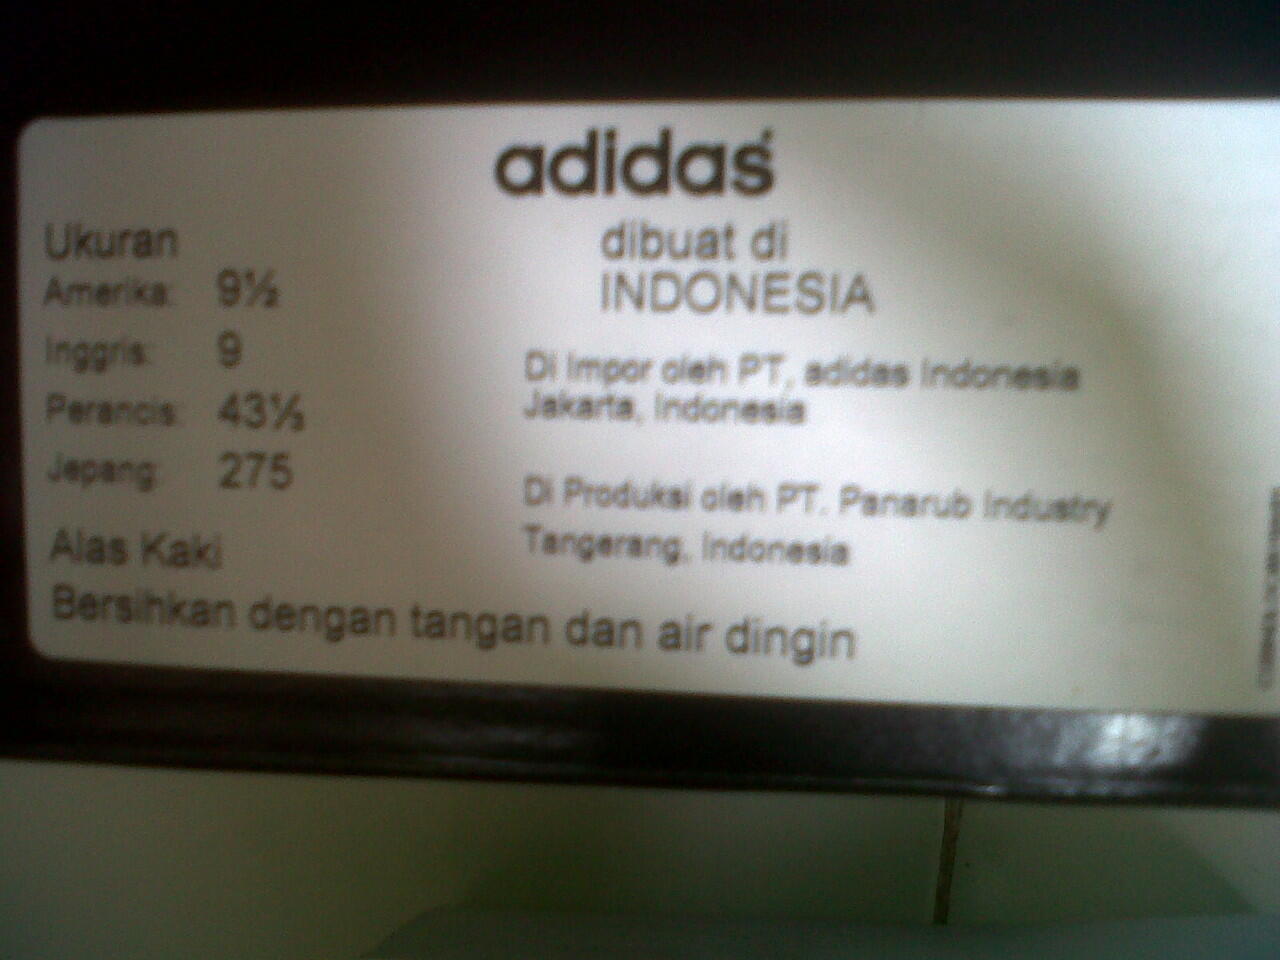 adidas
Ukuran
Amerika: 9½
Inggris: 9
Perancis: 43⅓
Jepang: 275
Alas Kaki
Bersihkan dengan tangan dan air dingin
dibuat di
INDONESIA
Di Impor oleh PT. adidas Indonesia
Jakarta, Indonesia
Di Produksi oleh PT. Panarub Industry
Tangerang, Indonesia